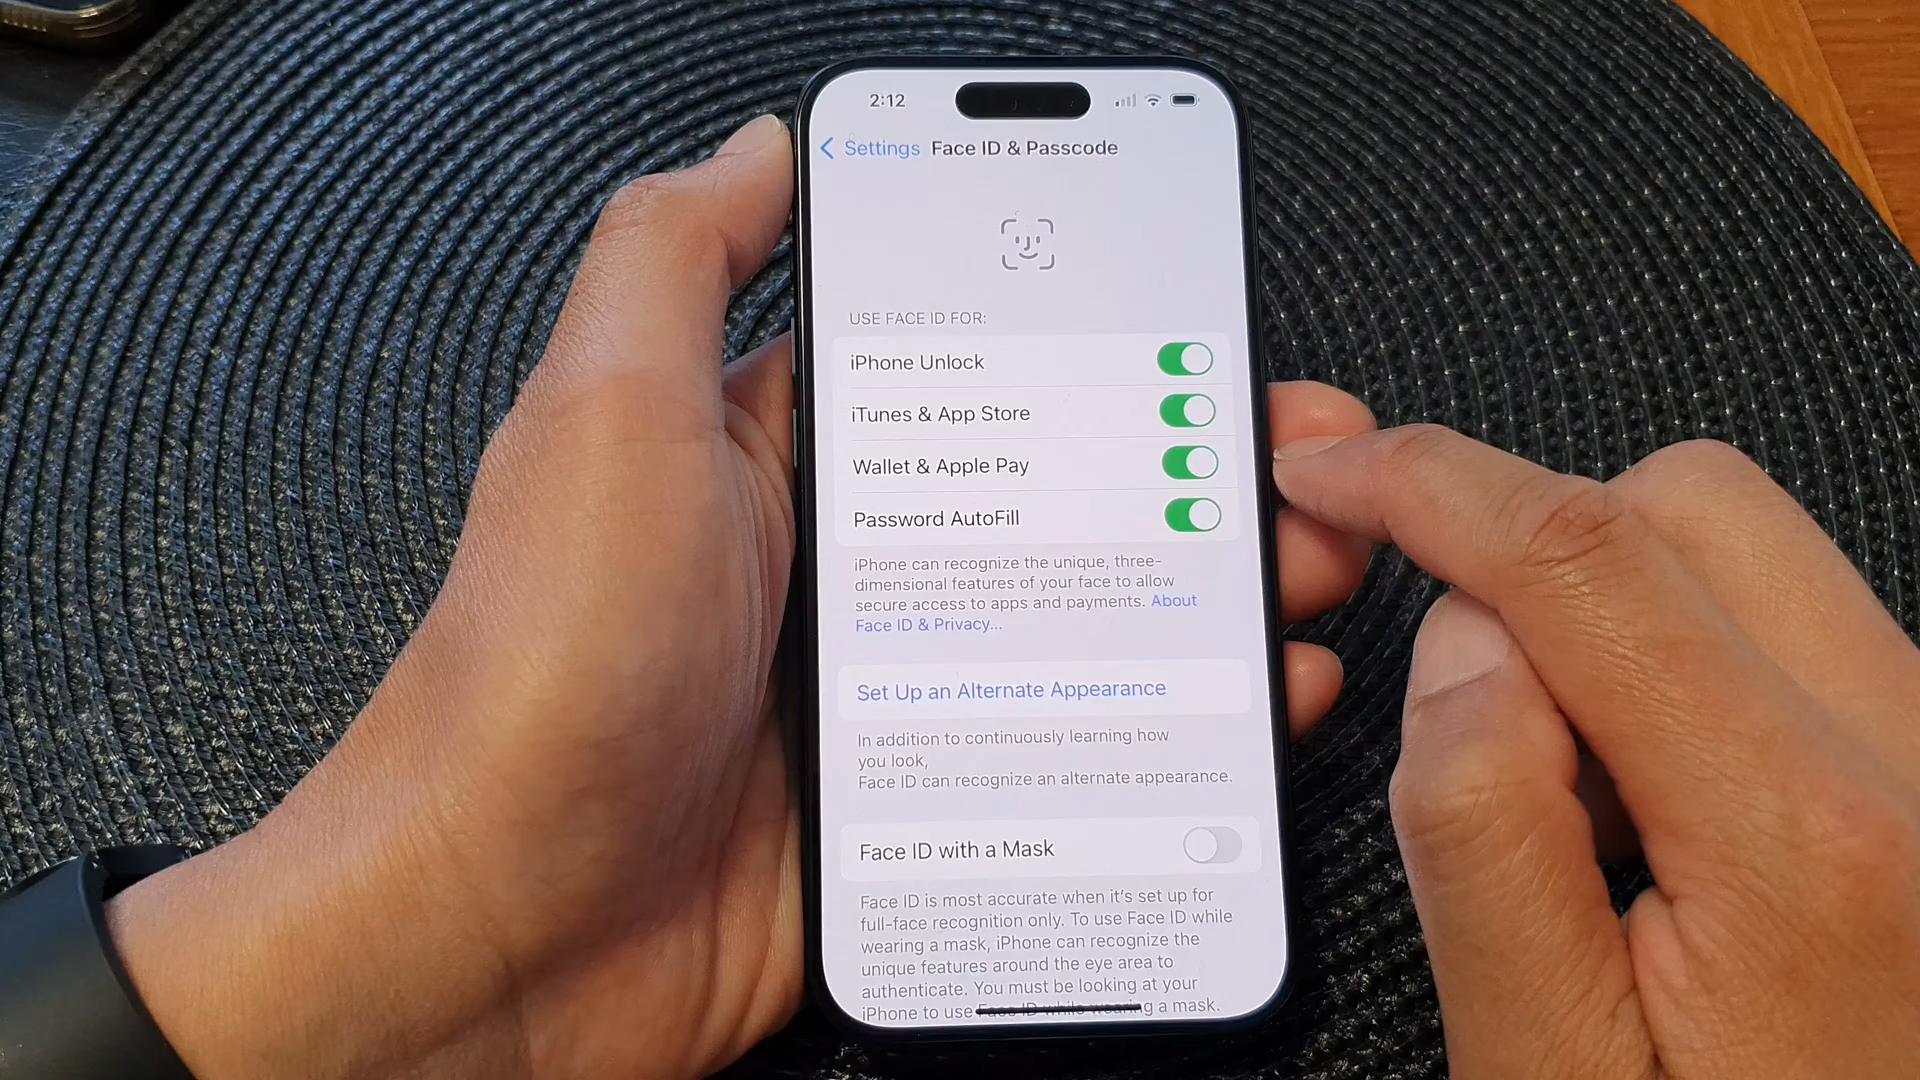 2:12
Settings Face ID & Passcode
USE FACE ID FOR:
iPhone Unlock
iTunes & App Store
Wallet & Apple Pay
Password AutoFill
iPhone can recognize the unique, three-
dimensional features of your face to allow
secure access to apps and payments. About
Face ID & Privacy...
Set Up an Alternate Appearance
In addition to continuously learning how
you look,
Face ID can recognize an alternate appearance.
Face ID with a Mask
Face ID is most accurate when it's set up for
full-face recognition only. To use Face ID while
wearing a mask, iPhone can recognize the
unique features around the eye area to
authenticate. You must be looking at your
iPhone to use Face ID while wearing a mask.